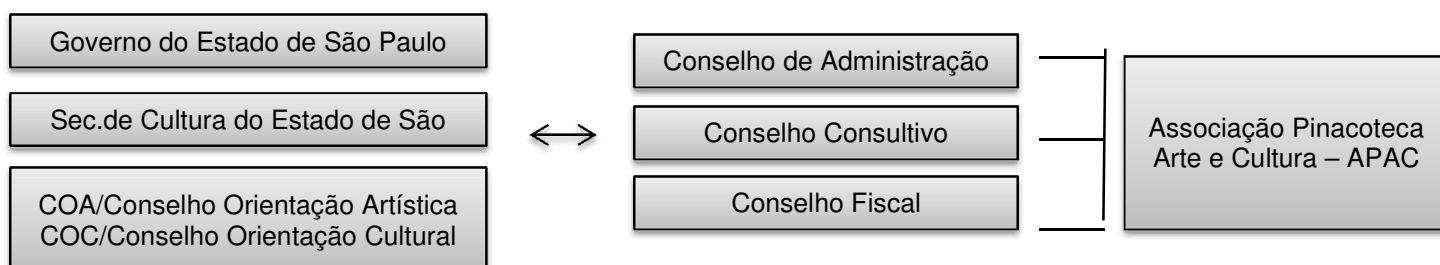 Governo do Estado de São Paulo
Sec.de Cultura do Estado de São
COA/Conselho Orientação Artística
COC/Conselho Orientação Cultural
Conselho de Administração
Conselho Consultivo
Conselho Fiscal
Associação Pinacoteca
Arte e Cultura – APAC